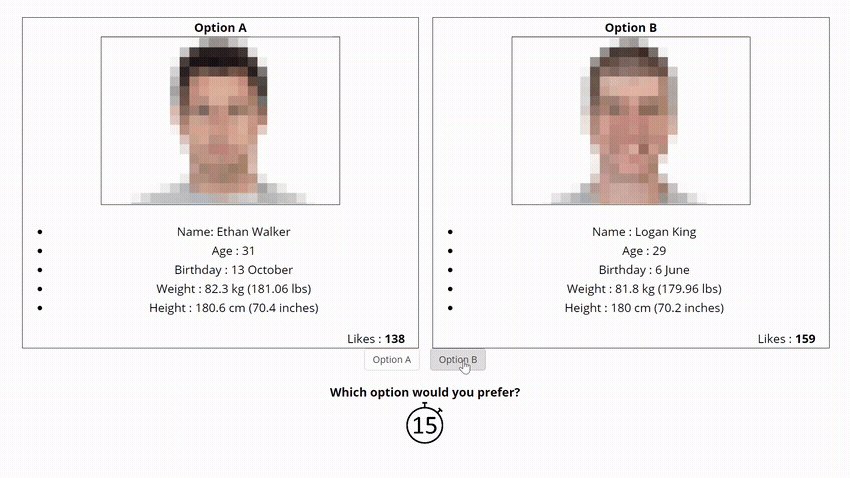 Option A
Name: Ethan Walker
Age : 31
Birthday : 13 October
Weight : 82.3 kg (181.06 lbs)
Height : 180.6 cm (70.4 inches)
Likes : 138
Option B
Name : Logan King
Age : 29
Birthday : 6 June
Weight : 81.8 kg (179.96 lbs)
Height : 180 cm (70.2 inches)
Likes : 159
Option A
Option B
Which option would you prefer?
15